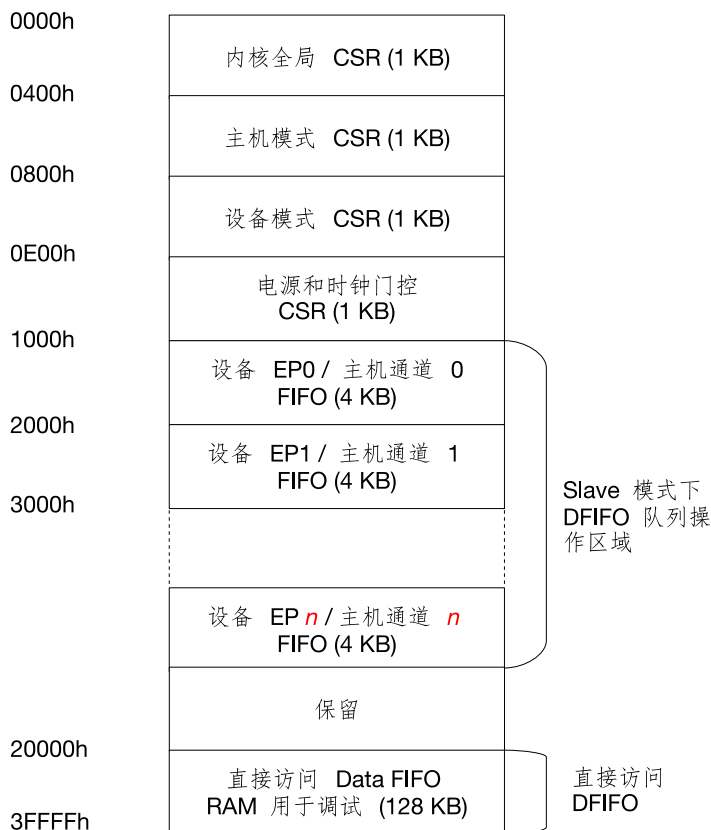 0000h
内核全局 CSR (1 KB)
0400h
主机模式 CSR (1 KB)
0800h
设备模式 CSR (1 KB)
0E00h
电源和时钟门控
CSR (1 KB)
1000h
设备 EP0 / 主机通道 0
FIFO (4 KB)
2000h
设备 EP1 / 主机通道 1
FIFO (4 KB)
3000h
Slave 模式下
DFIFO 队列操
作区域
设备 EP n / 主机通道 n
FIFO (4 KB)
保留
20000h
直接访问 Data FIFO
RAM 用于调试 (128 KB)
直接访问
DFIFO
3FFFFh